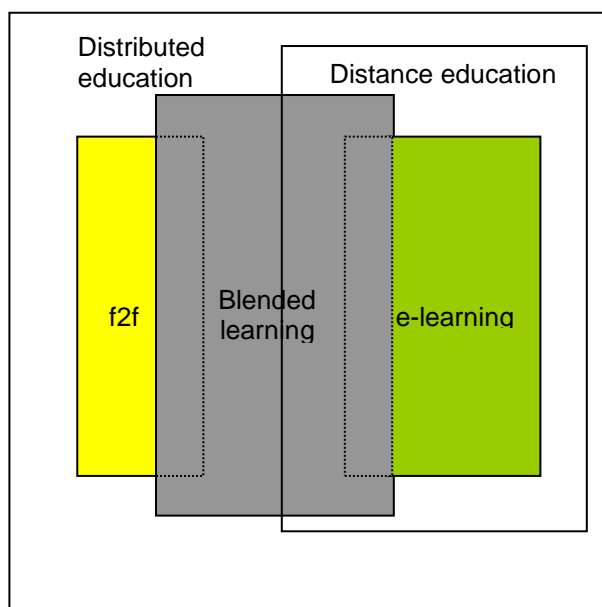 Distributed
education
Distance education
f2f
Blended
learning
e-learning